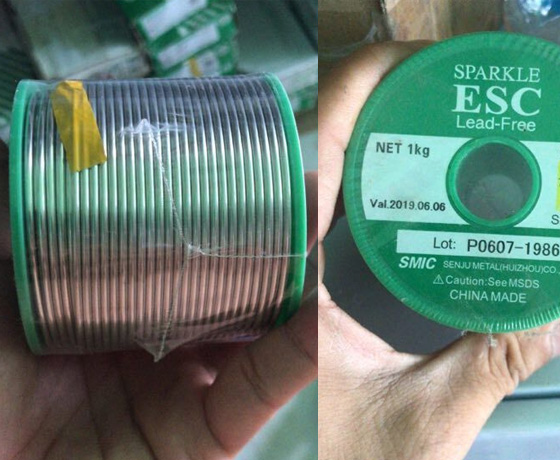 SPARKLE
ESC
Lead-Free
NET 1kg
Val.2019.06.06
Lot: P0607-1986
SMIC SENJU METAL(HUIZHOU)CO.,
⚠Caution:See MSDS
CHINA MADE